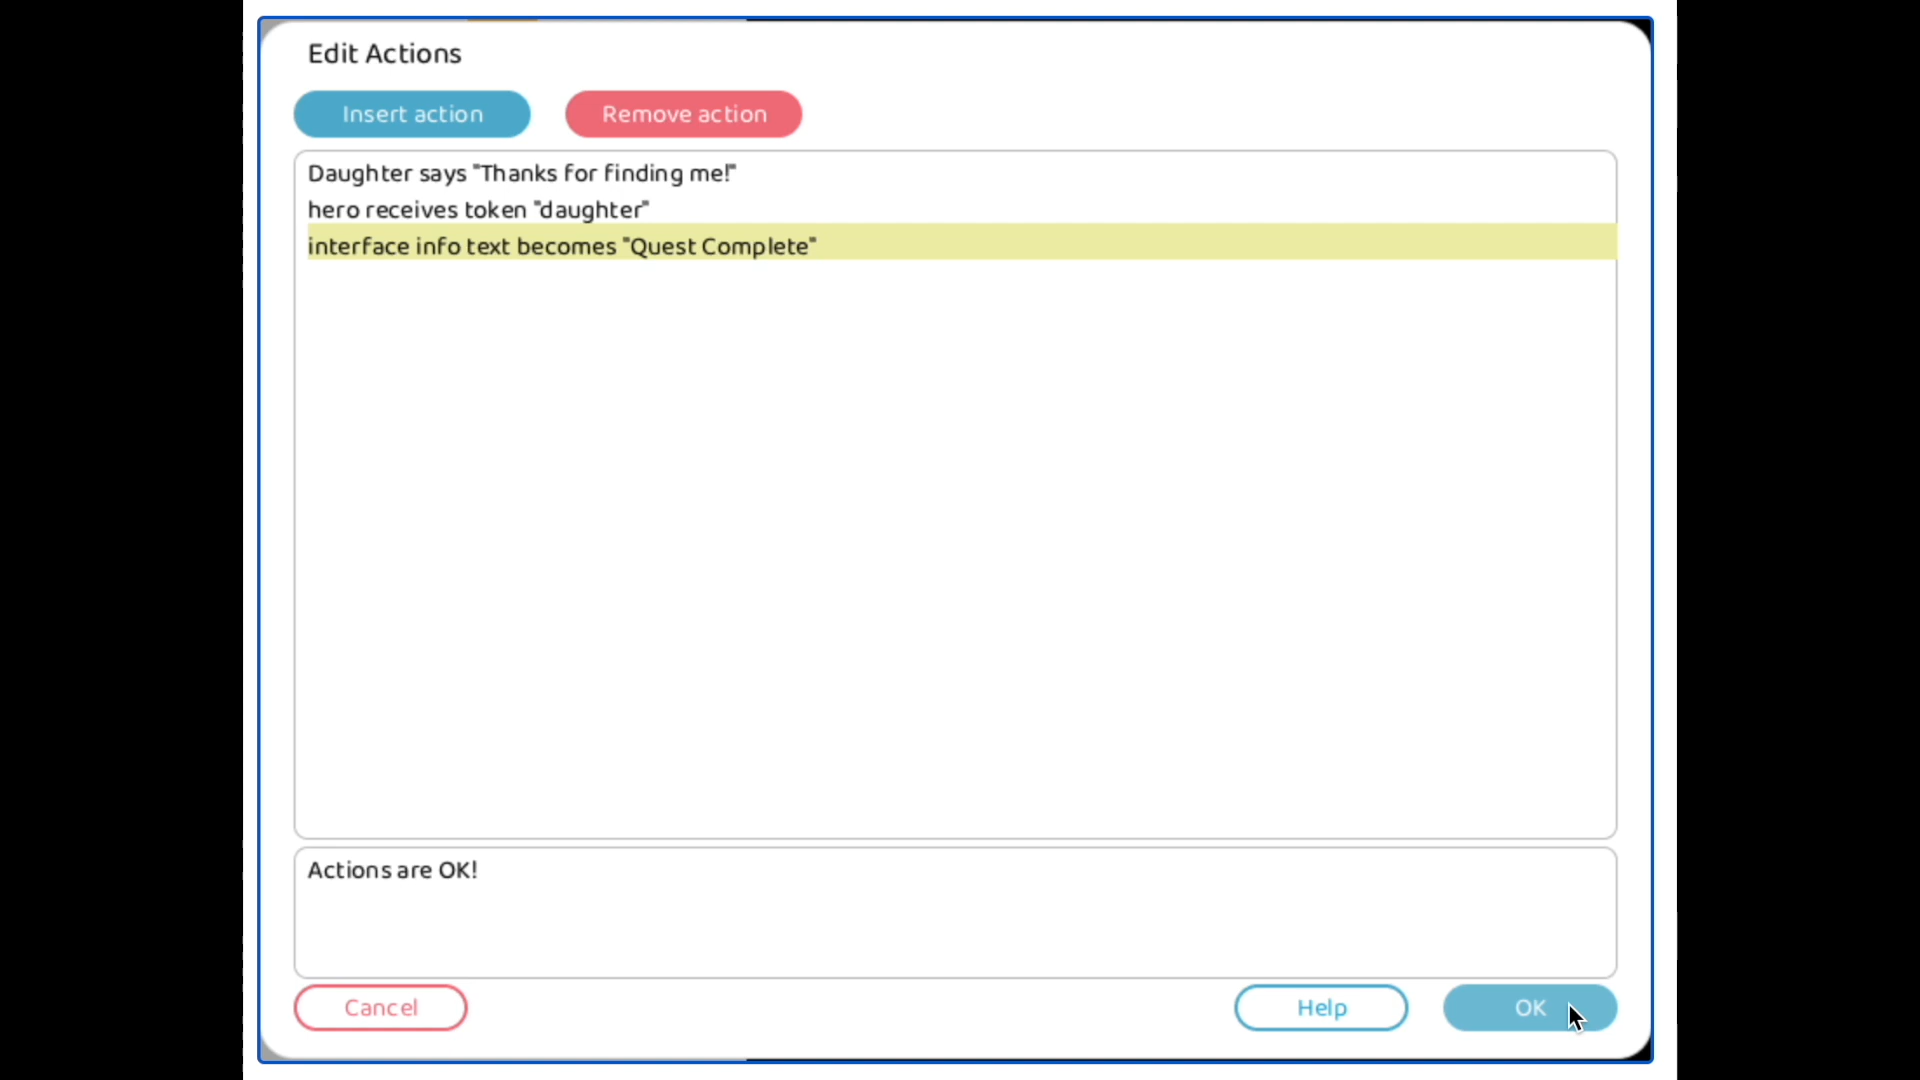 Edit Actions
Insert action
Remove action
Daughter says "Thanks for finding me!"
hero receives token "daughter"
interface info text becomes "Quest Complete"
Actions are OK!
Cancel
Help
OK